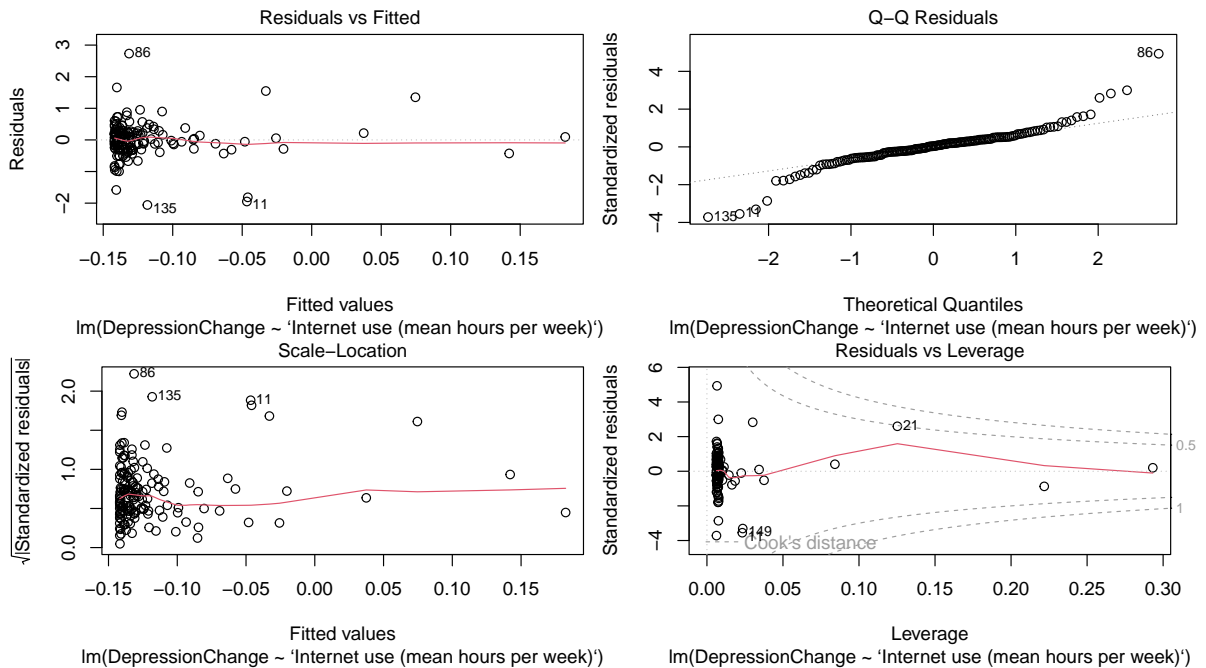 Residuals vs Fitted
Residuals
3
2
1
0
−2
86
135
11
−0.15 −0.10 −0.05 0.00 0.05 0.10 0.15
Fitted values
lm(DepressionChange ~ ‘Internet use (mean hours per week)‘)
Q−Q Residuals
Standardized residuals
4
2
0
−2
−4
86
135
11
−2 −1 0 1 2
Theoretical Quantiles
lm(DepressionChange ~ ‘Internet use (mean hours per week)‘)
Scale−Location
√|Standardized residuals|
2.0
1.0
0.0
86
135
11
−0.15 −0.10 −0.05 0.00 0.05 0.10 0.15
Fitted values
lm(DepressionChange ~ ‘Internet use (mean hours per week)‘)
Residuals vs Leverage
Standardized residuals
6
4
2
0
−2
−4
21
149
11
Cook's distance
0.5
1
0.00 0.05 0.10 0.15 0.20 0.25 0.30
Leverage
lm(DepressionChange ~ ‘Internet use (mean hours per week)‘)